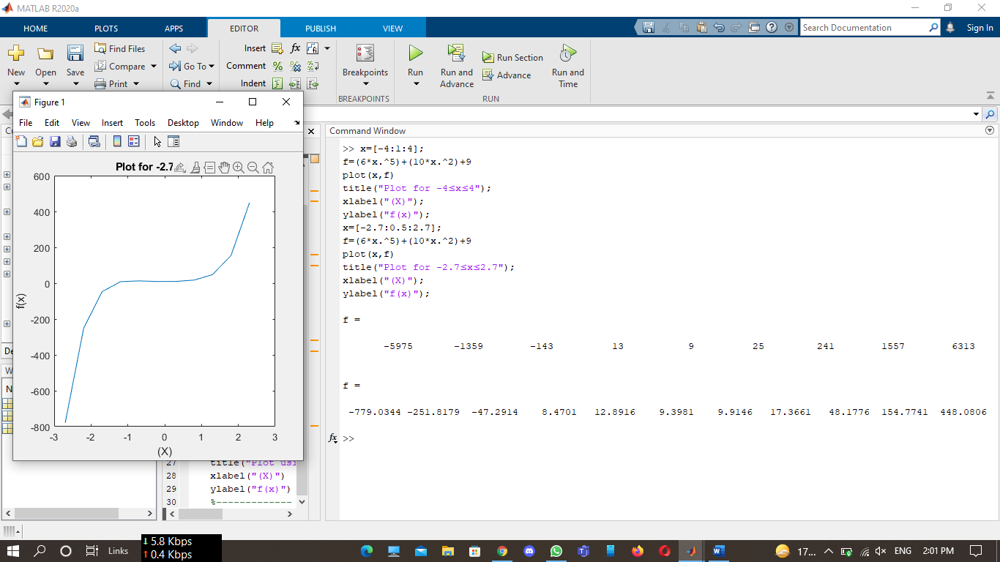 MATLAB R2020a
HOME PLOTS APPS EDITOR PUBLISH VIEW Search Documentation Sign In
New Open Save Find Files Compare Print Go To Find Insert Comment Indent Breakpoints Run Run and Advance Run Section Advance Run and Time
BREAKPOINTS RUN
Figure 1
File Edit View Insert Tools Desktop Window Help
Plot for -2.7
600
400
200
0
-200
-400
-600
-800
-3 -2 -1 0 1 2 3
(X)
f(x)
27 title("Plot usi
28 xlabel("(X)")
29 ylabel("f(x)")
30 %-------------
Command Window
>> x=[-4:1:4];
f=(6*x.^5)+(10*x.^2)+9
plot(x,f)
title("Plot for -4≤x≤4");
xlabel("(X)");
ylabel("f(x)");
x=[-2.7:0.5:2.7];
f=(6*x.^5)+(10*x.^2)+9
plot(x,f)
title("Plot for -2.7≤x≤2.7");
xlabel("(X)");
ylabel("f(x)");
f =
-5975 -1359 -143 13 9 25 241 1557 6313
f =
-779.0344 -251.8179 -47.2914 8.4701 12.8916 9.3981 9.9146 17.3661 48.1776 154.7741 448.0806
fx >>
Links
↓ 5.8 Kbps
↑ 0.4 Kbps
17... ENG 2:01 PM